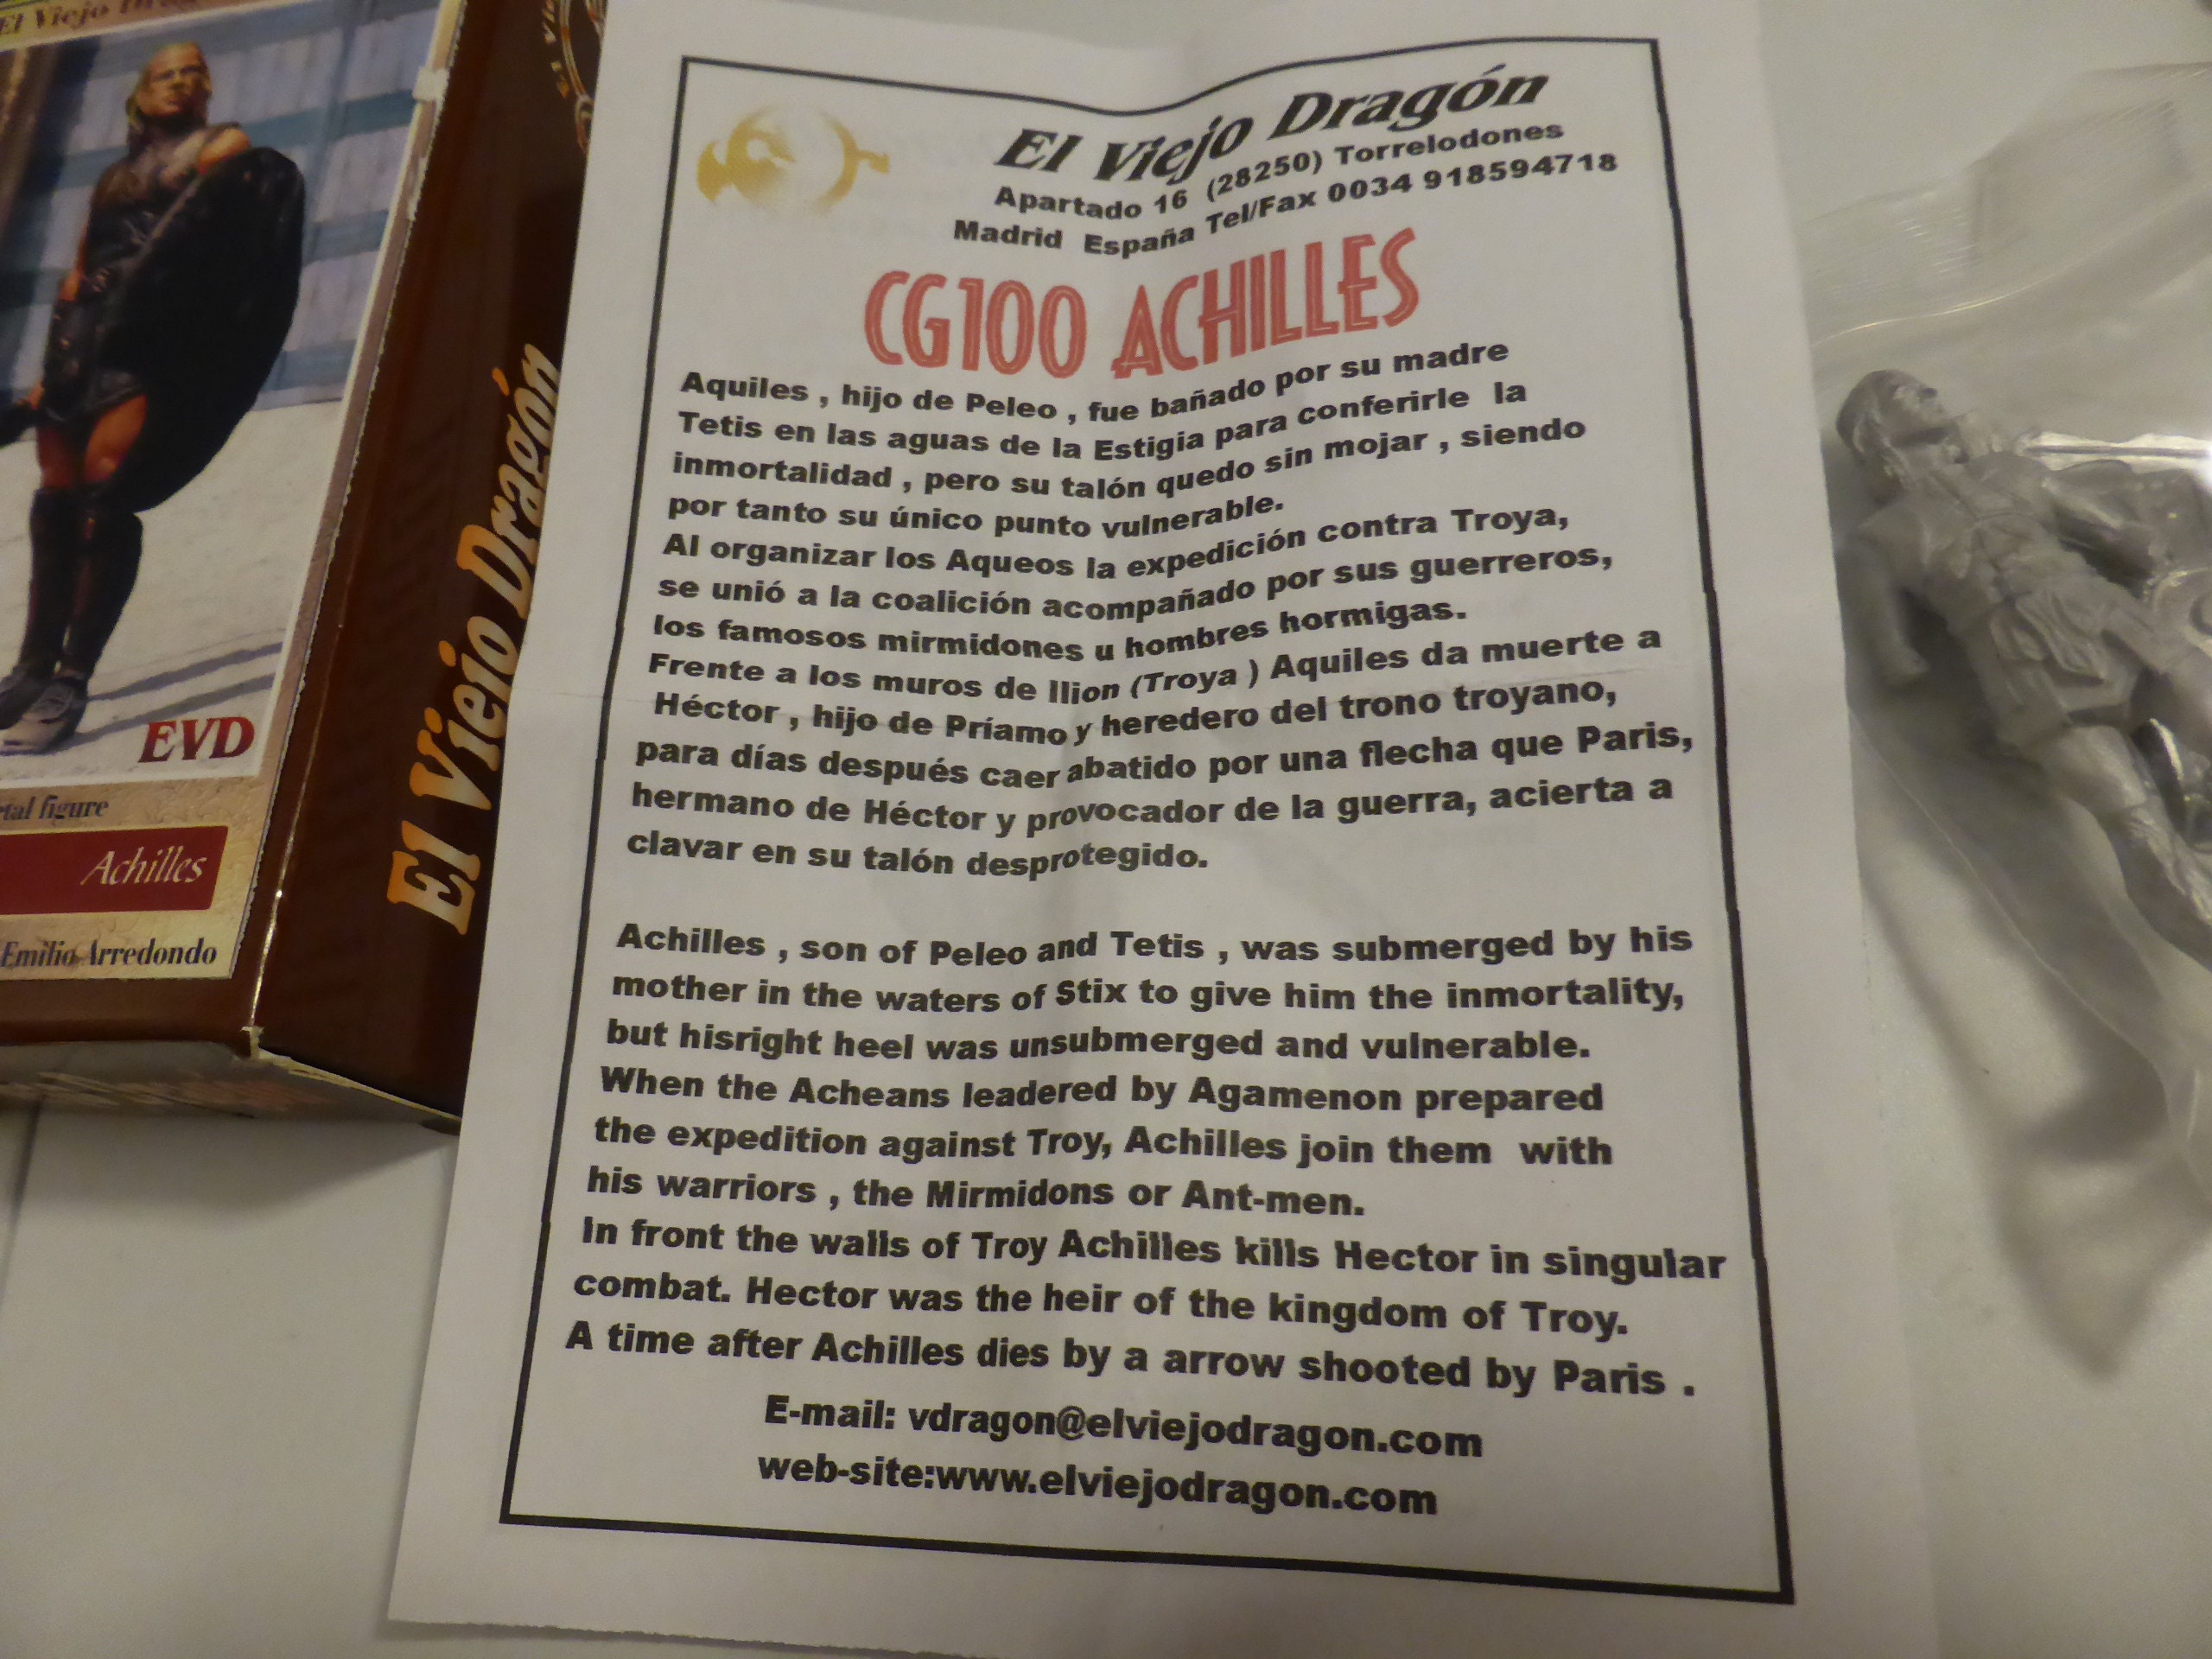 El Viejo
EVD
tal figure
Achilles
Emilio Arredondo
El Viejo Dragón
El Viejo Dragón
Apartado 16 (28250) Torrelodones
Madrid España Tel/Fax 0034 918594718
CG100 ACHILLES
Aquiles , hijo de Peleo , fue bañado por su madre
Tetis en las aguas de la Estigia para conferirle la
inmortalidad , pero su talón quedo sin mojar , siendo
por tanto su único punto vulnerable.
Al organizar los Aqueos la expedición contra Troya,
se unió a la coalición acompañado por sus guerreros,
los famosos mirmidones u hombres hormigas.
Frente a los muros de Ilion (Troya ) Aquiles da muerte a
Héctor , hijo de Príamo y heredero del trono troyano,
para días después caer abatido por una flecha que Paris,
hermano de Héctor y provocador de la guerra, acierta a
clavar en su talón desprotegido.
Achilles , son of Peleo and Tetis , was submerged by his
mother in the waters of Stix to give him the inmortality,
but hisright heel was unsubmerged and vulnerable.
When the Acheans leadered by Agamenon prepared
the expedition against Troy, Achilles join them with
his warriors , the Mirmidons or Ant-men.
In front the walls of Troy Achilles kills Hector in singular
combat. Hector was the heir of the kingdom of Troy.
A time after Achilles dies by a arrow shooted by Paris .
E-mail: vdragon@elviejodragon.com
web-site:www.elviejodragon.com